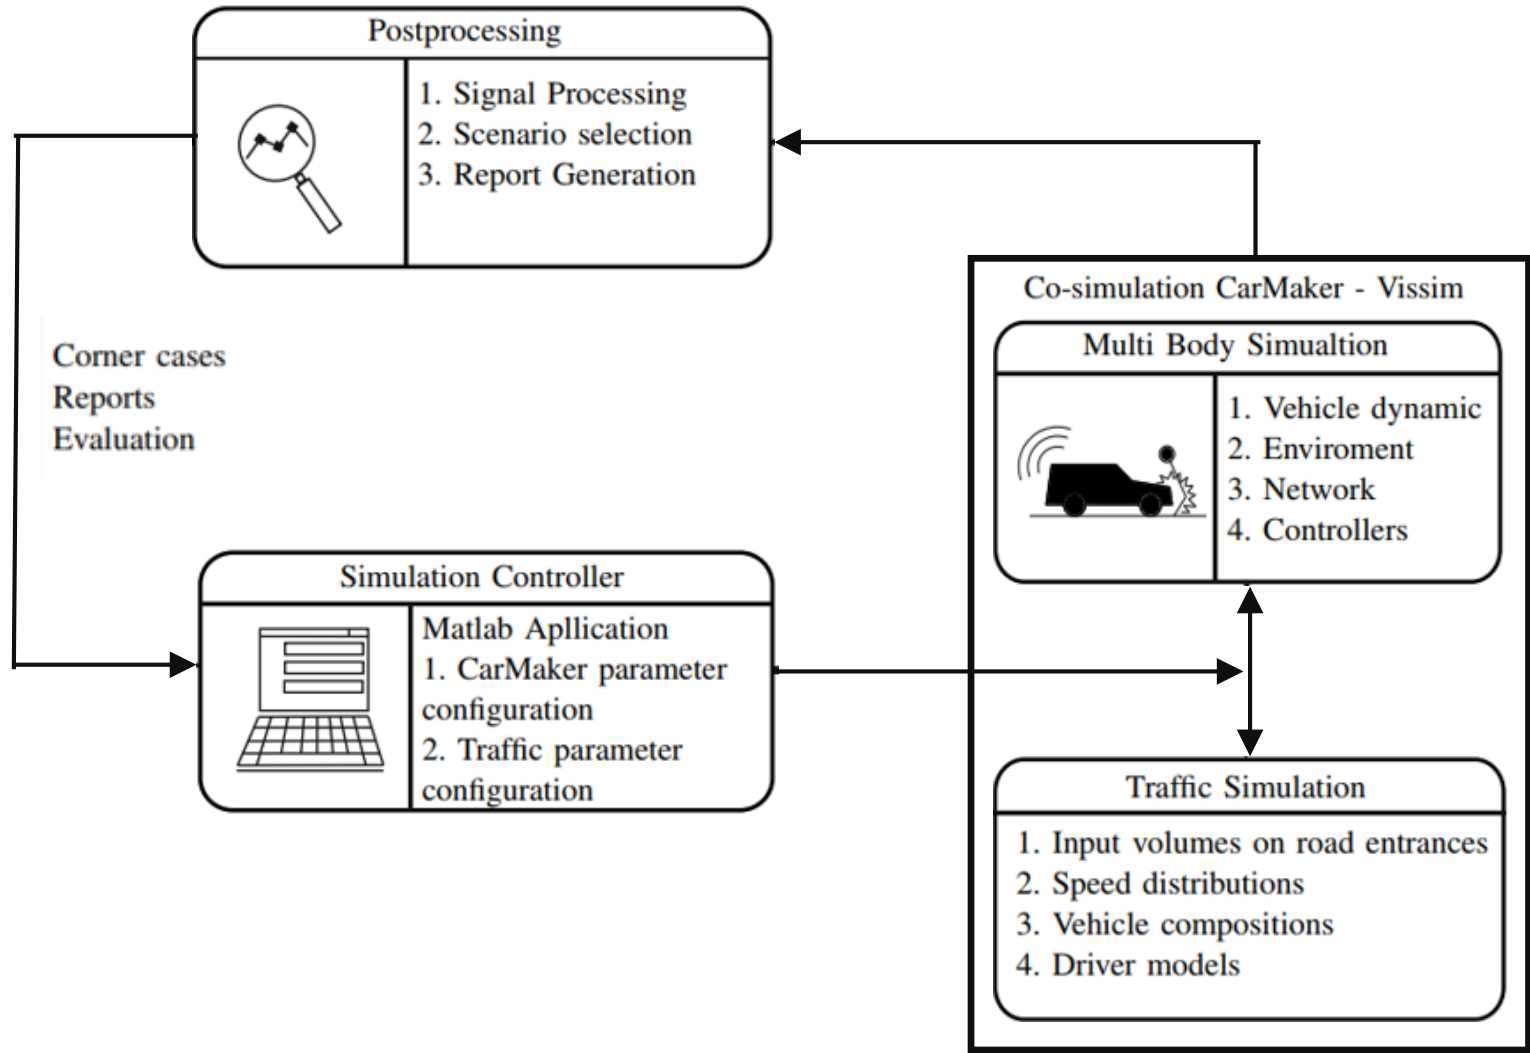 Postprocessing
1. Signal Processing
2. Scenario selection
3. Report Generation
Corner cases
Reports
Evaluation
Simulation Controller
Matlab Apllication
1. CarMaker parameter
configuration
2. Traffic parameter
configuration
Co-simulation CarMaker - Vissim
Multi Body Simualtion
1. Vehicle dynamic
2. Enviroment
3. Network
4. Controllers
Traffic Simulation
1. Input volumes on road entrances
2. Speed distributions
3. Vehicle compositions
4. Driver models